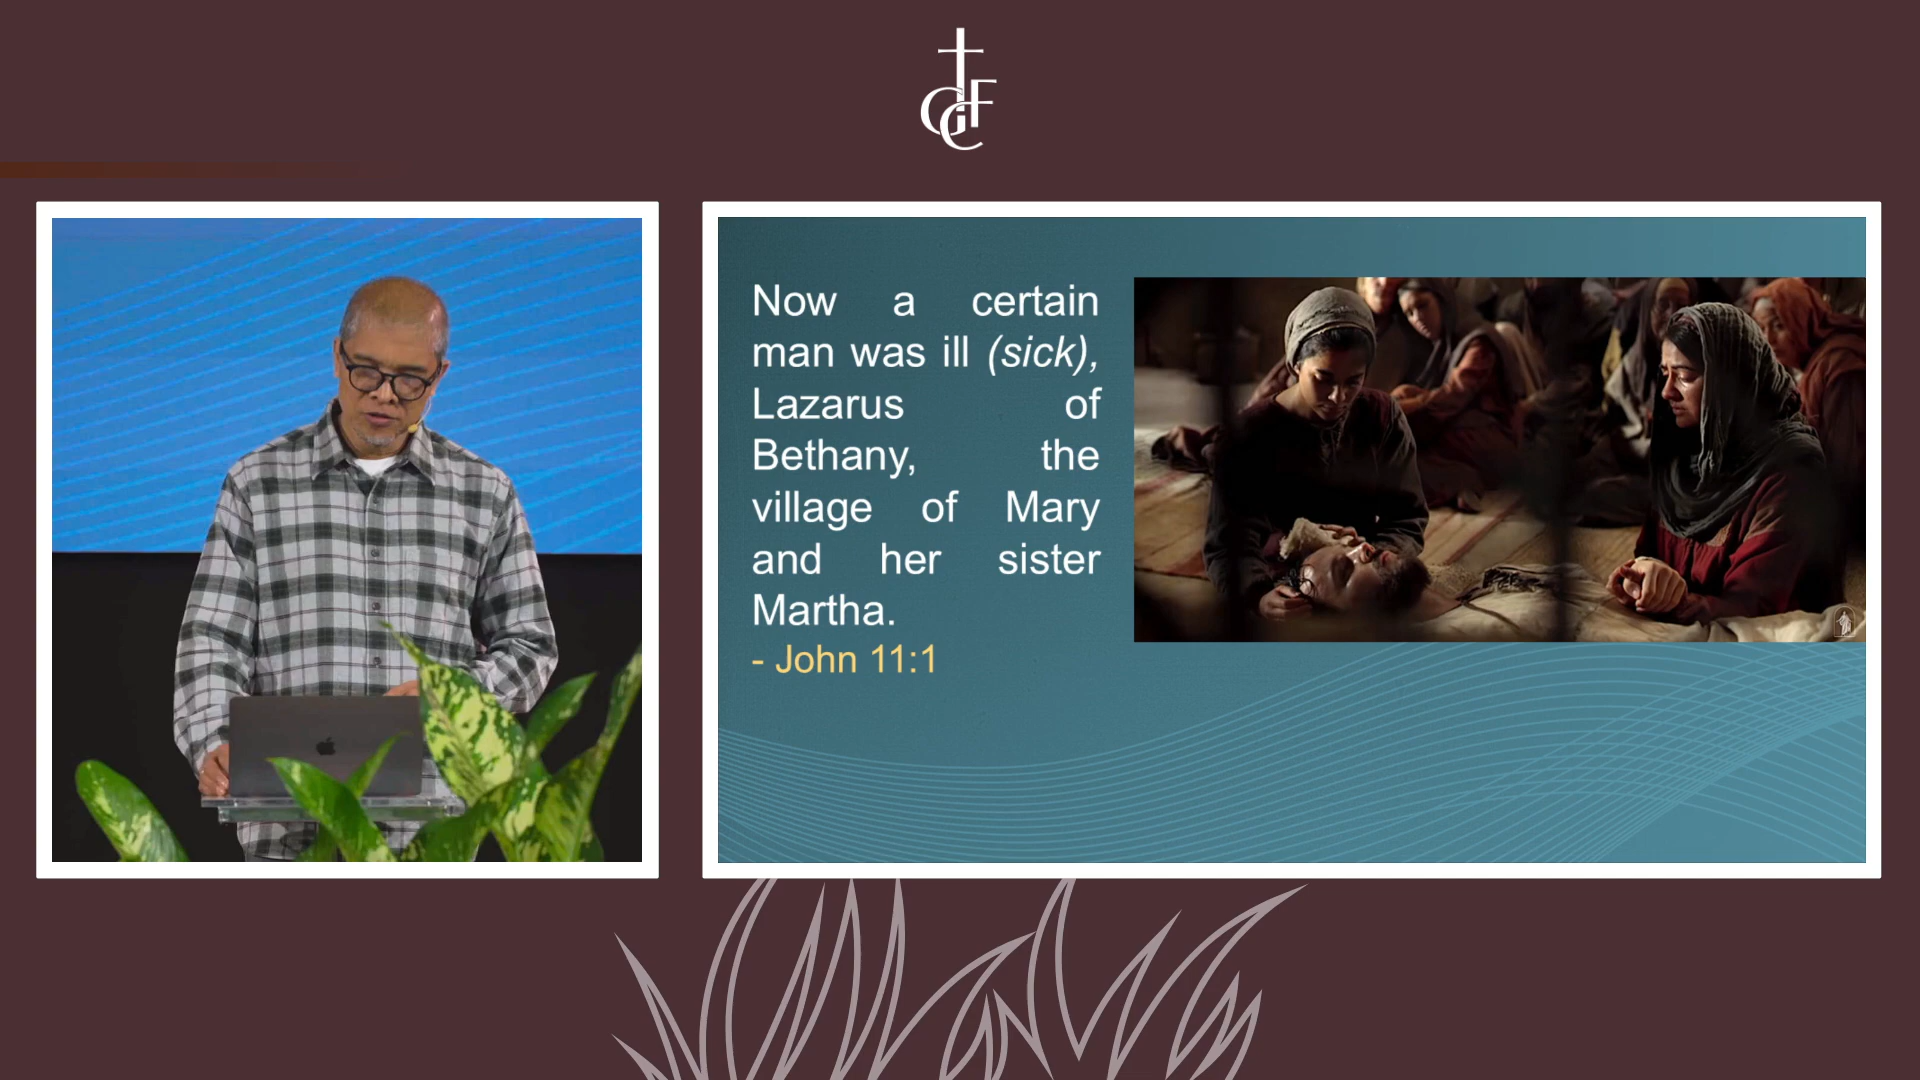 GCF
Now a certain
man was ill (sick),
Lazarus of
Bethany, the
village of Mary
and her sister
Martha.
- John 11:1